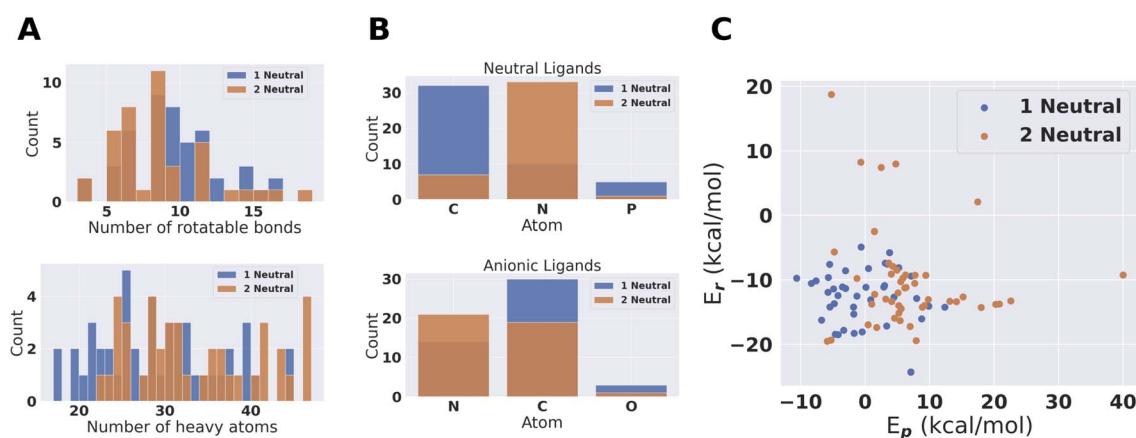 A
B
C
1 Neutral
2 Neutral
10
5
0
Count
5
10
15
Number of rotatable bonds
1 Neutral
2 Neutral
4
2
0
Count
20
30
40
Number of heavy atoms
Neutral Ligands
1 Neutral
2 Neutral
30
20
10
0
Count
C
N
P
Atom
Anionic Ligands
1 Neutral
2 Neutral
30
20
10
0
Count
N
C
O
Atom
1 Neutral
2 Neutral
20
10
0
−10
−20
E_r (kcal/mol)
−10
0
10
20
30
40
E_p (kcal/mol)